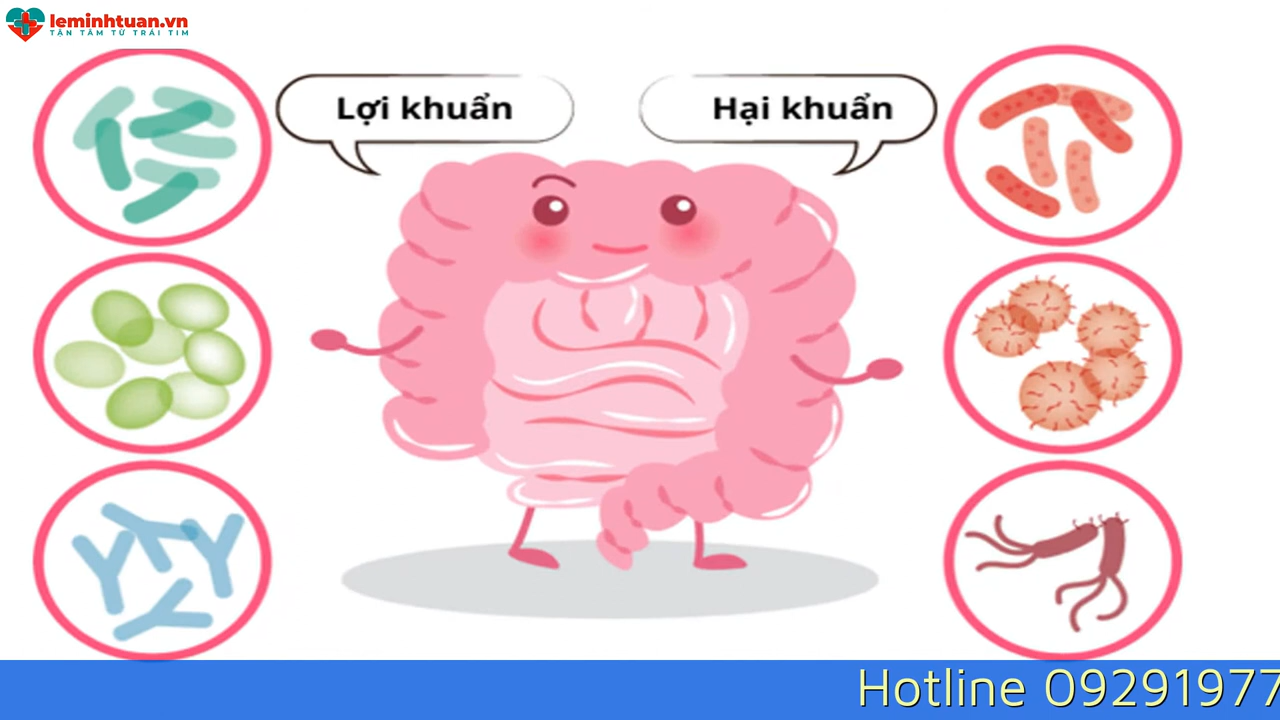 leminhtuan.vn
TẬN TÂM TỪ TRÁI TIM
Lợi khuẩn
Hại khuẩn
Hotline 09291977